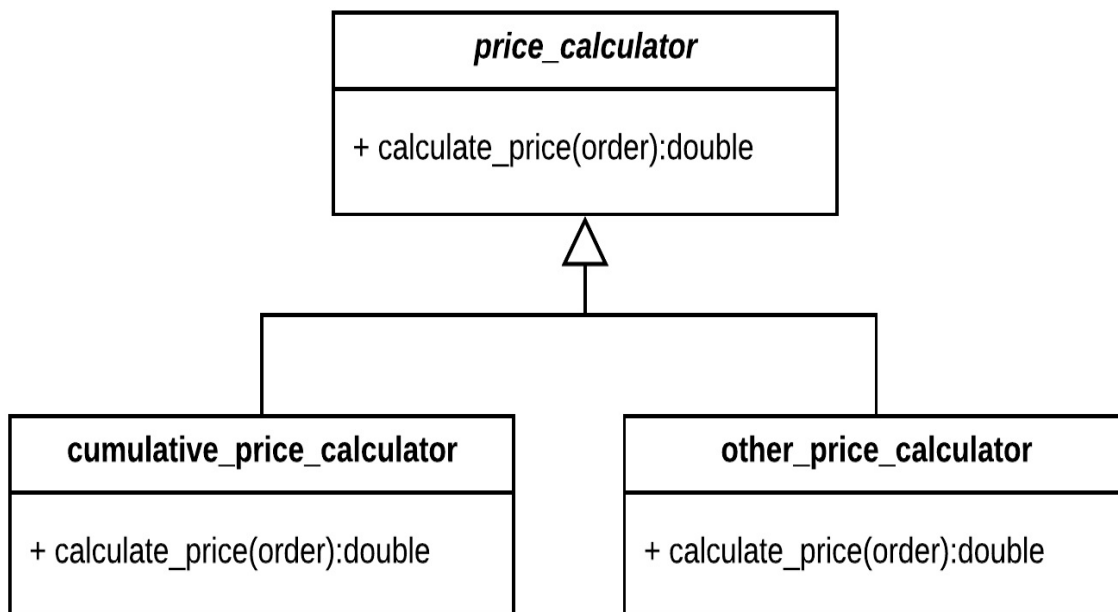 price_calculator
+ calculate_price(order):double
cumulative_price_calculator
other_price_calculator
+ calculate_price(order):double
+ calculate_price(order):double